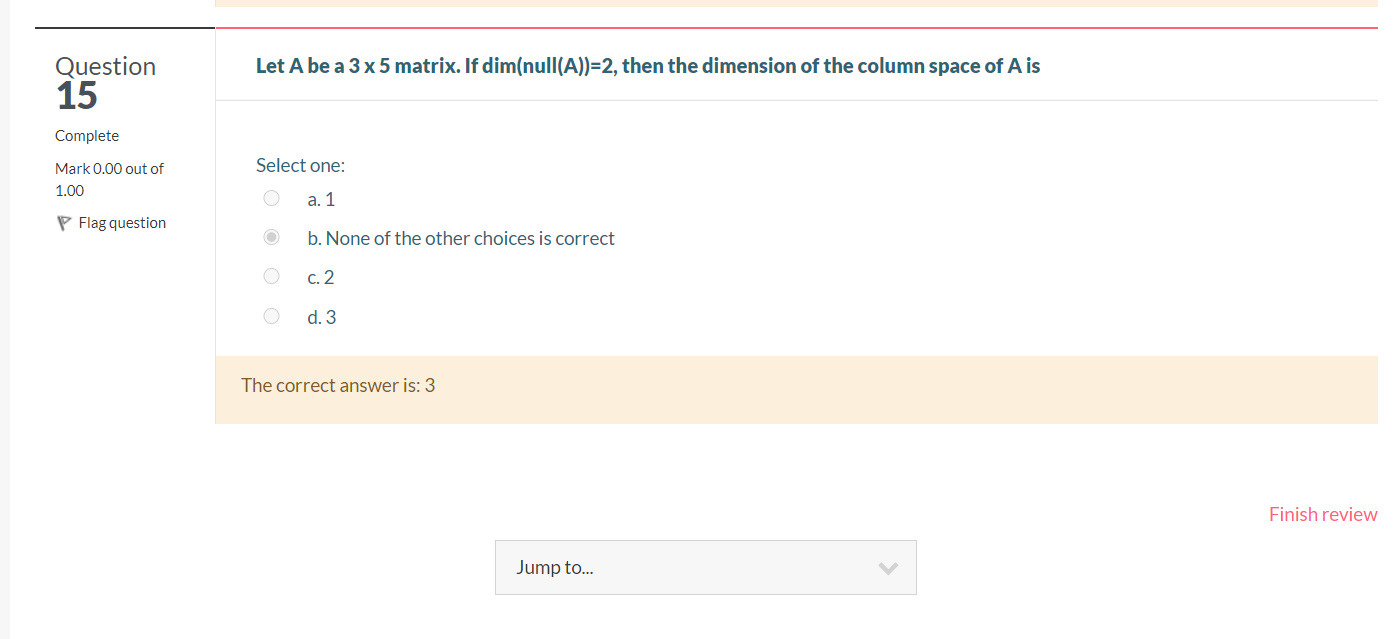 Question
15
Complete
Mark 0.00 out of
1.00
Flag question
Let A be a 3 x 5 matrix. If dim(null(A))=2, then the dimension of the column space of A is
Select one:
a. 1
b. None of the other choices is correct
c. 2
d. 3
The correct answer is: 3
Finish review
Jump to...